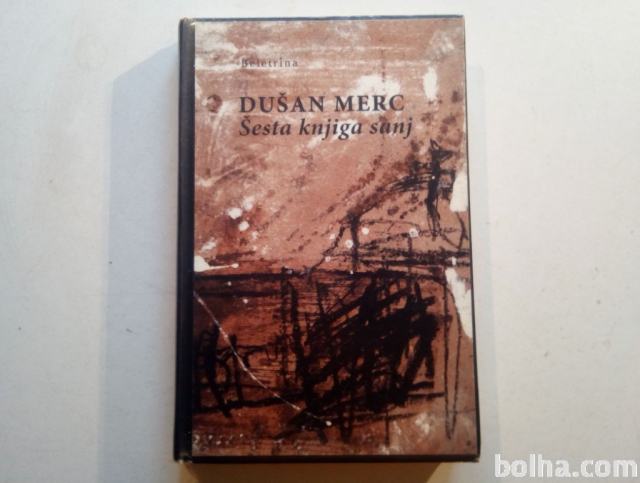 Beletrina
DUŠAN MERC
Šesta knjiga sanj
bolha.com